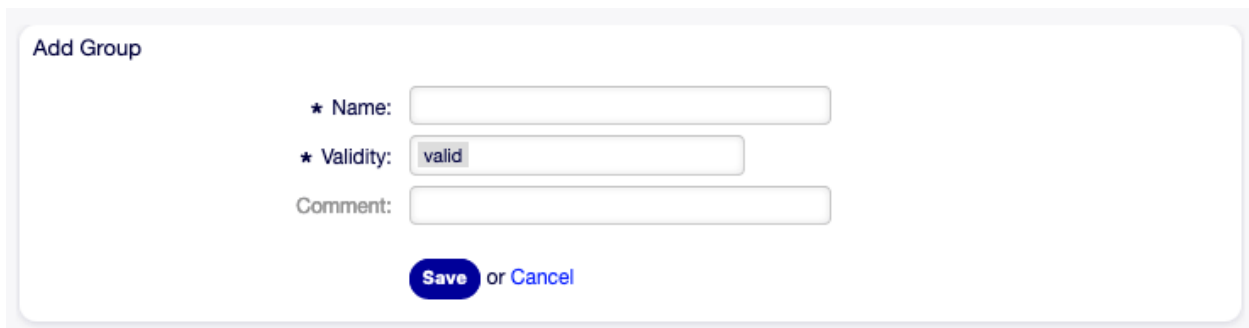 Add Group
★ Name:
★ Validity: valid
Comment:
Save or Cancel